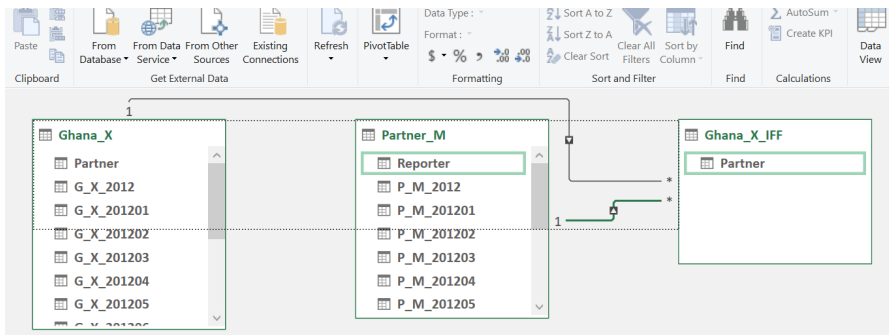 Paste
From Database
From Data Service
From Other Sources
Existing Connections
Refresh
PivotTable
Data Type :
Format :
$ % ,
.0 .00
.00 .0
Sort A to Z
Sort Z to A
Clear Sort
Clear All Filters
Sort by Column
Find
Σ AutoSum
Create KPI
Data View
Clipboard
Get External Data
Formatting
Sort and Filter
Find
Calculations
1
Ghana_X
Partner
G_X_2012
G_X_201201
G_X_201202
G_X_201203
G_X_201204
G_X_201205
Partner_M
Reporter
P_M_2012
P_M_201201
P_M_201202
P_M_201203
P_M_201204
P_M_201205
1
*
*
Ghana_X_IFF
Partner